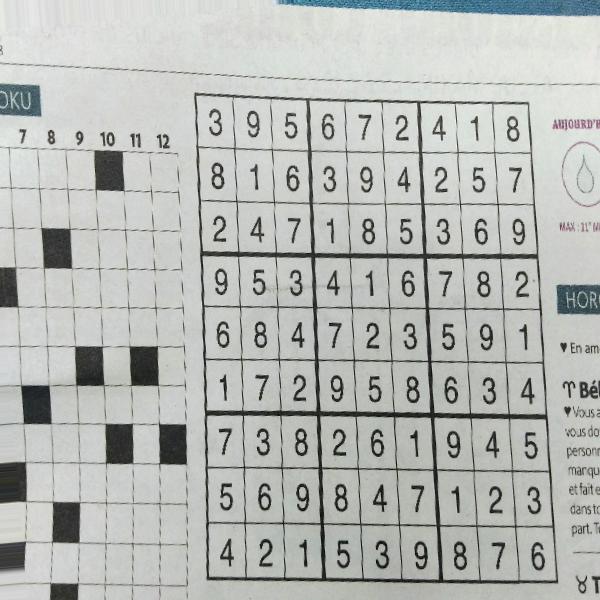 8
OKU
7 8 9 10 11 12
3 9 5 6 7 2 4 1 8
8 1 6 3 9 4 2 5 7
2 4 7 1 8 5 3 6 9
9 5 3 4 1 6 7 8 2
6 8 4 7 2 3 5 9 1
1 7 2 9 5 8 6 3 4
7 3 8 2 6 1 9 4 5
5 6 9 8 4 7 1 2 3
4 2 1 5 3 9 8 7 6
AUJOURD'H
MAX : 11°
HORO
♥ En am
♈ Bél
♥ Vous a
vous do
personn
manqu
et fait e
dans to
part. T
♉ T